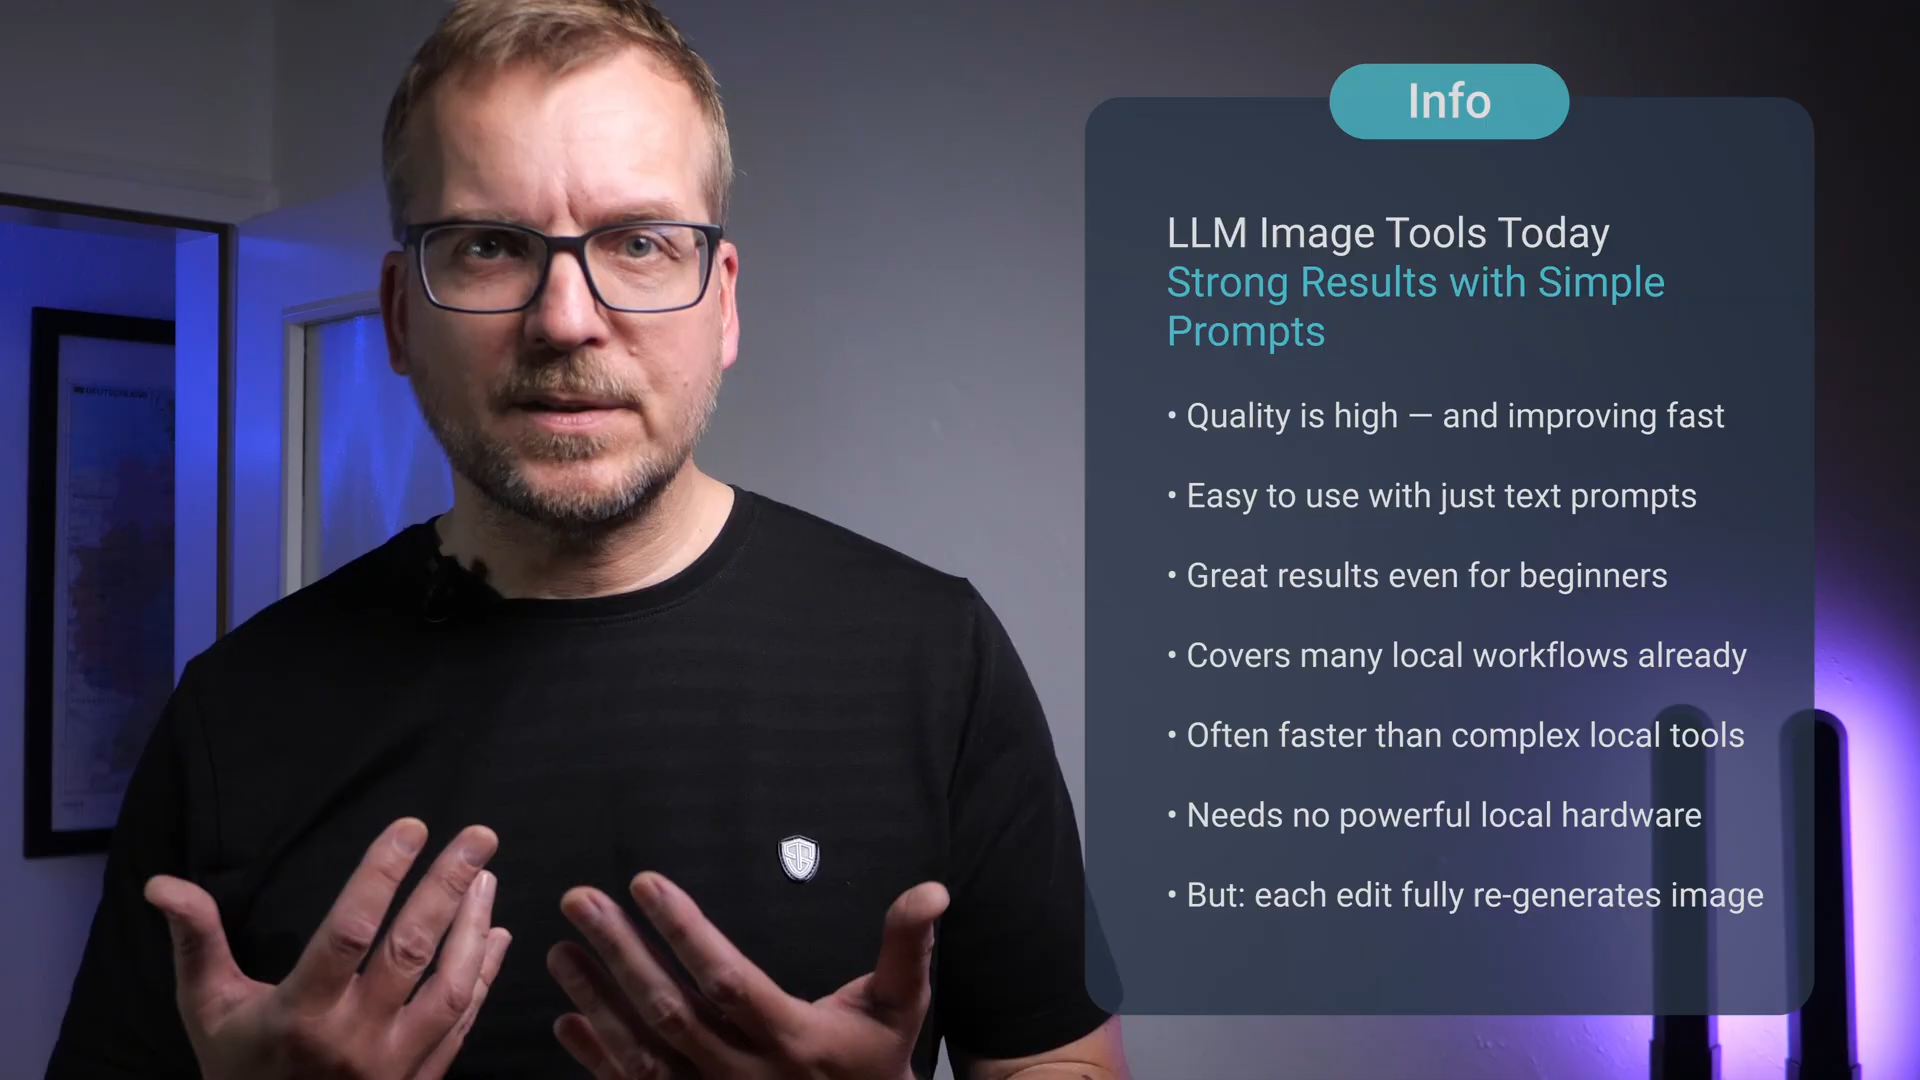 Info
LLM Image Tools Today
Strong Results with Simple
Prompts
• Quality is high — and improving fast
• Easy to use with just text prompts
• Great results even for beginners
• Covers many local workflows already
• Often faster than complex local tools
• Needs no powerful local hardware
• But: each edit fully re-generates image